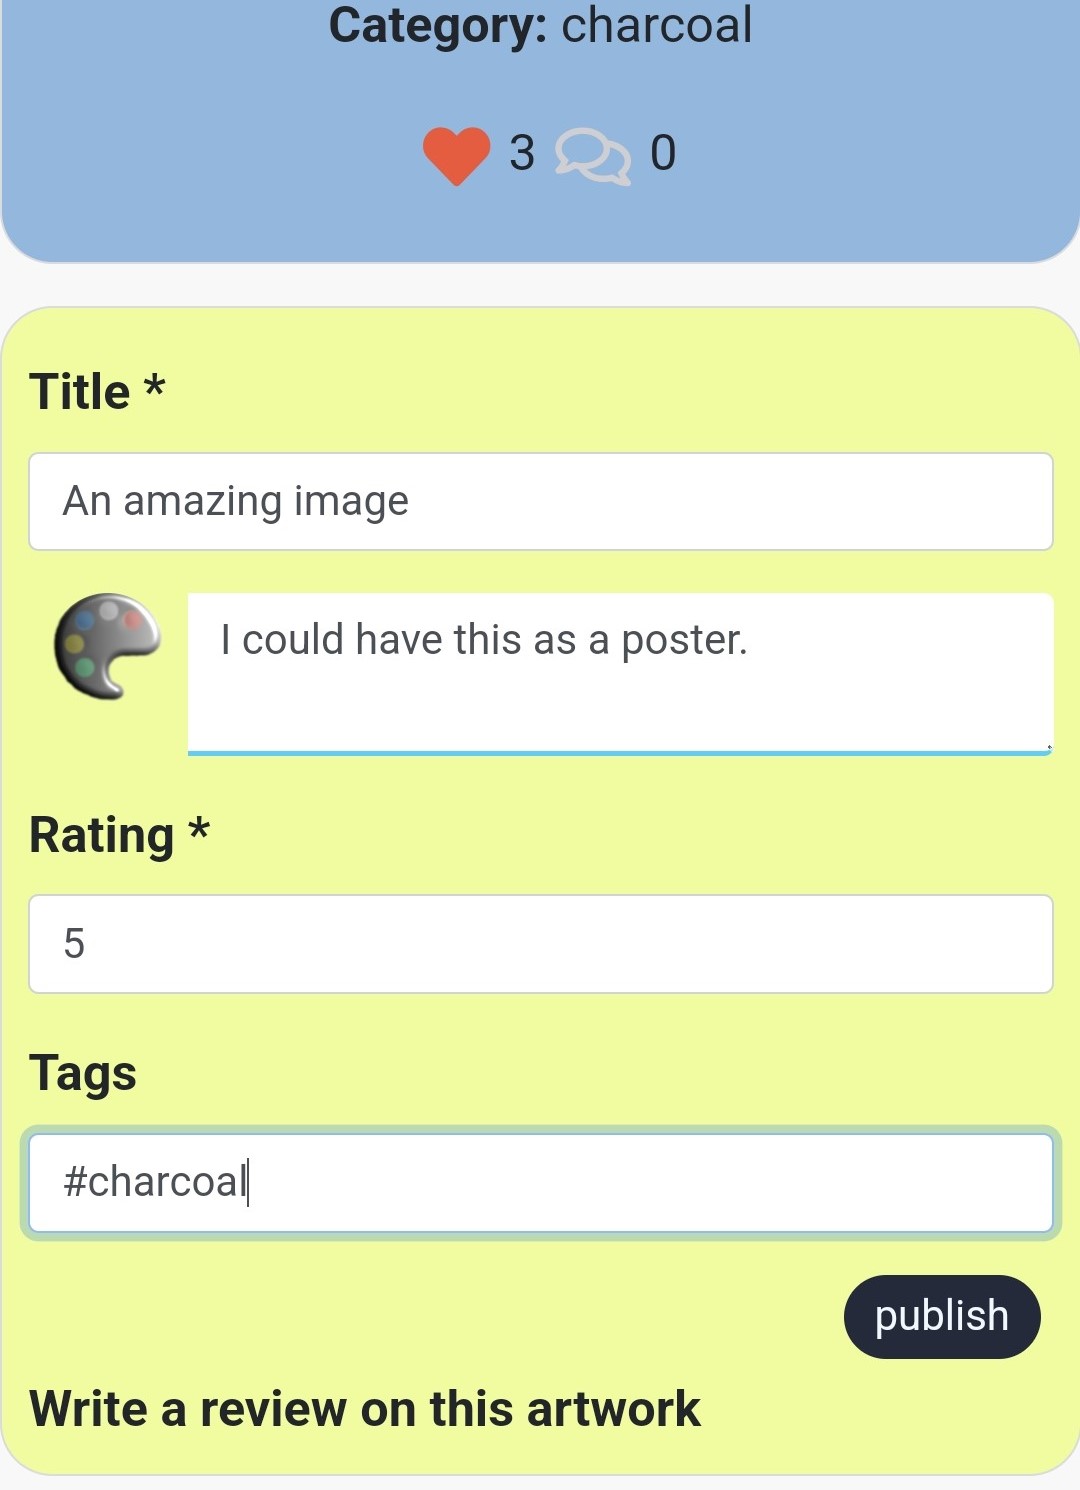 Category: charcoal
3 0
Title *
An amazing image
I could have this as a poster.
Rating *
5
Tags
#charcoal
publish
Write a review on this artwork